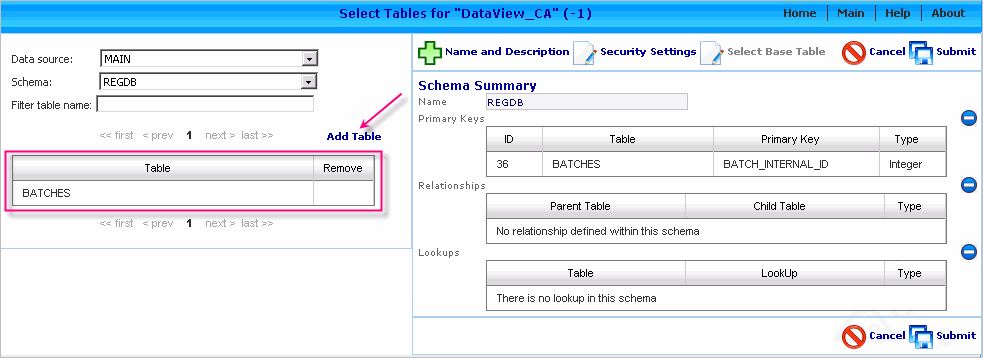 Select Tables for "DataView_CA" (-1)
Home Main Help About
Data source: MAIN
Schema: REGDB
Filter table name:
<< first < prev 1 next > last >>
Add Table
Table Remove
BATCHES
<< first < prev 1 next > last >>
Name and Description Security Settings Select Base Table Cancel Submit
Schema Summary
Name REGDB
Primary Keys
ID Table Primary Key Type
36 BATCHES BATCH_INTERNAL_ID Integer
Relationships
Parent Table Child Table Type
No relationship defined within this schema
Lookups
Table LookUp Type
There is no lookup in this schema
Cancel Submit